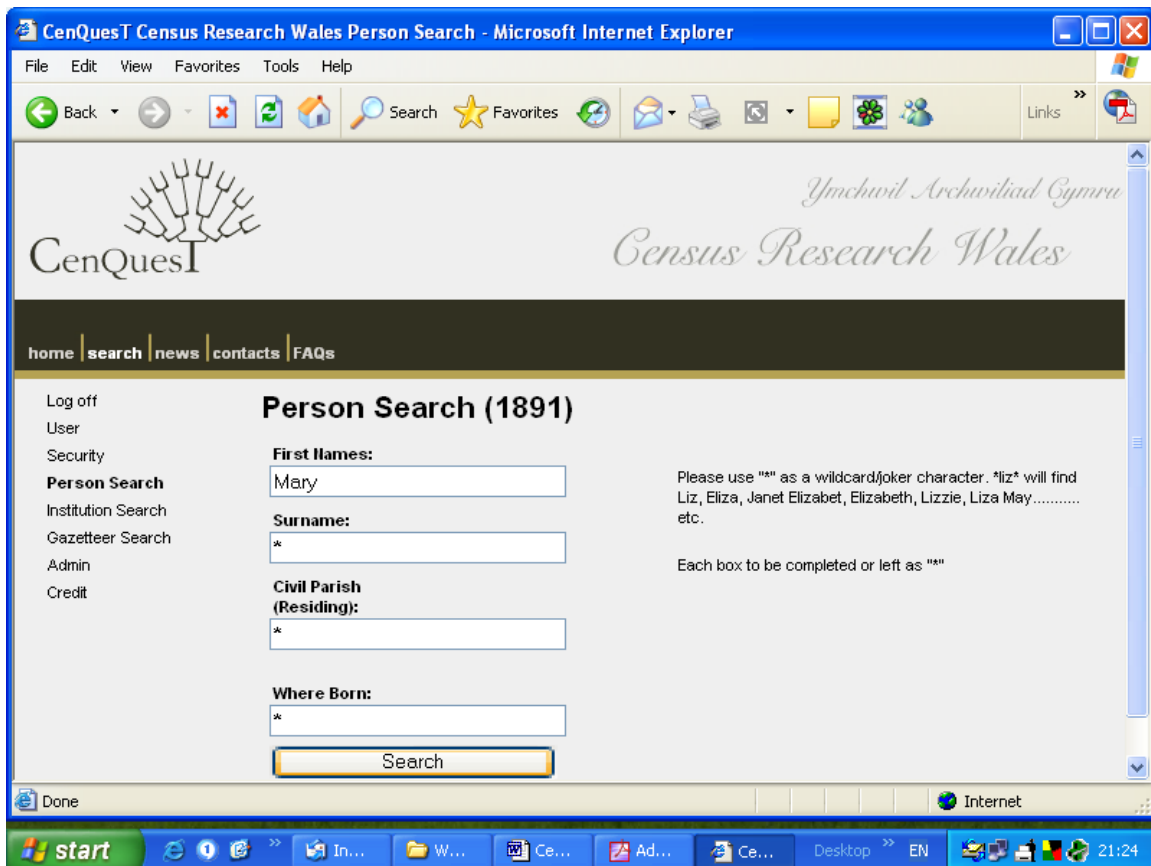 CenQuesT Census Research Wales Person Search - Microsoft Internet Explorer
File Edit View Favorites Tools Help
Back Search Favorites Links »
Ymchwil Archwiliad Cymru
CenQuesT
Census Research Wales
home search news contacts FAQs
Log off
User
Security
Person Search
Institution Search
Gazetteer Search
Admin
Credit
Person Search (1891)
First Names:
Mary
Surname:
*
Civil Parish
(Residing):
*
Where Born:
*
Search
Please use "*" as a wildcard/joker character. *liz* will find
Liz, Eliza, Janet Elizabet, Elizabeth, Lizzie, Liza May...........
etc.
Each box to be completed or left as "*"
Done Internet
start » In... W... Ce... Ad... Ce... Desktop » EN 21:24